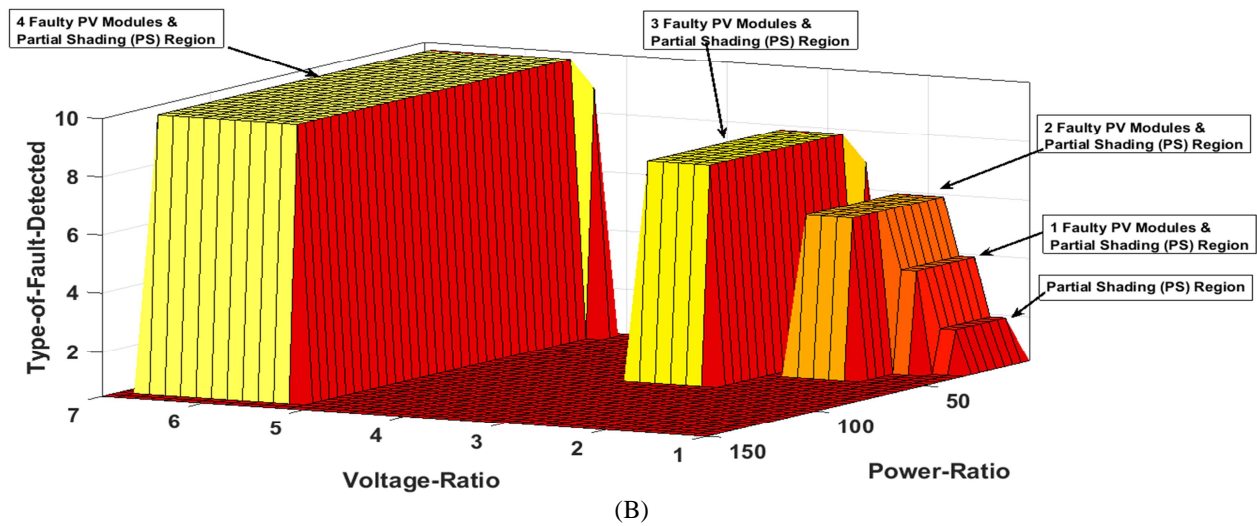 4 Faulty PV Modules &
Partial Shading (PS) Region
3 Faulty PV Modules &
Partial Shading (PS) Region
2 Faulty PV Modules &
Partial Shading (PS) Region
1 Faulty PV Modules &
Partial Shading (PS) Region
Partial Shading (PS) Region
Type-of-Fault-Detected
10
8
6
4
2
7
6
5
4
3
2
1
Voltage-Ratio
150
100
50
Power-Ratio
(B)